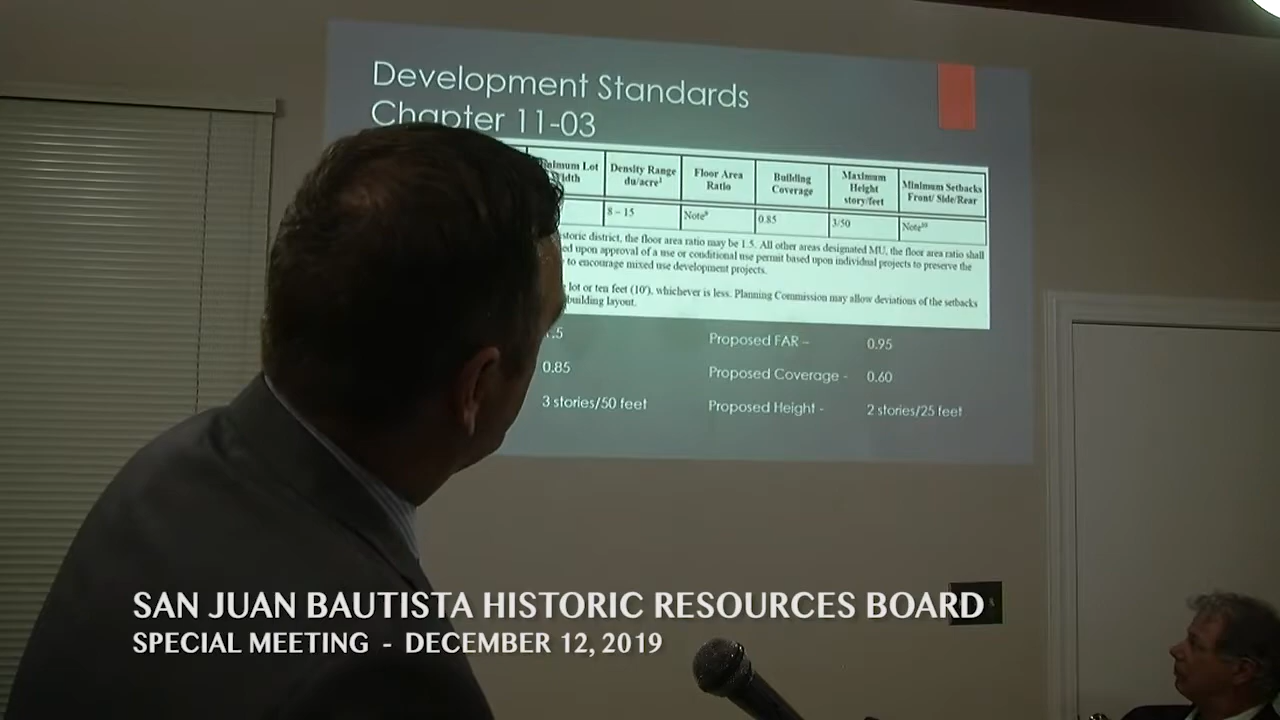 Development Standards
Chapter 11-03
Lot Width
Density Range du/acre¹
Floor Area Ratio
Building Coverage
Maximum Height story/feet
Minimum Setbacks Front/ Side/Rear
8 – 15
Note⁹
0.85
3/50
Note¹⁰
district, the floor area ratio may be 1.5. All other areas designated MU, the floor area ratio shall
upon approval of a use or conditional use permit based upon individual projects to preserve the
to encourage mixed use development projects.
lot or ten feet (10'), whichever is less. Planning Commission may allow deviations of the setbacks
building layout.
.5 Proposed FAR – 0.95
0.85 Proposed Coverage - 0.60
3 stories/50 feet Proposed Height - 2 stories/25 feet
SAN JUAN BAUTISTA HISTORIC RESOURCES BOARD
SPECIAL MEETING - DECEMBER 12, 2019